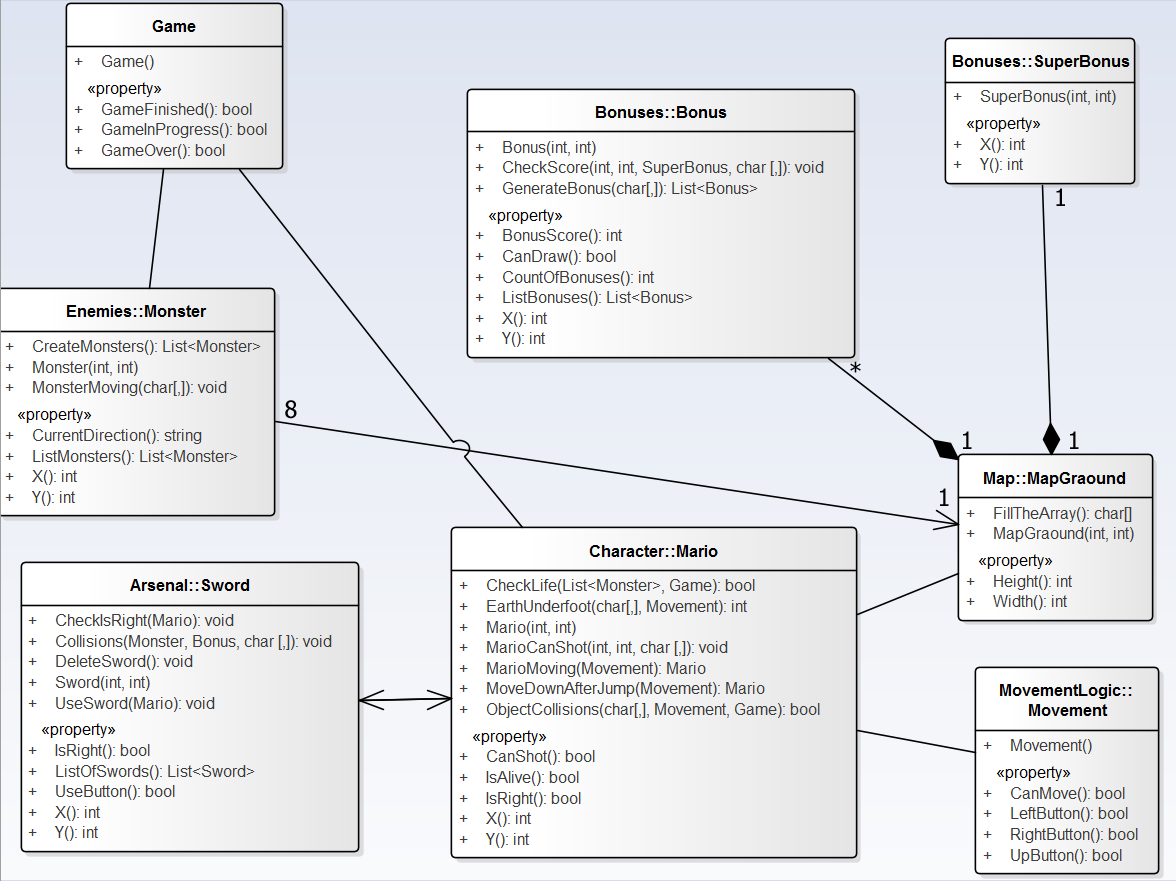 Game
+ Game()
«property»
+ GameFinished(): bool
+ GameInProgress(): bool
+ GameOver(): bool
Bonuses::Bonus
+ Bonus(int, int)
+ CheckScore(int, int, SuperBonus, char [,]): void
+ GenerateBonus(char[,]): List<Bonus>
«property»
+ BonusScore(): int
+ CanDraw(): bool
+ CountOfBonuses(): int
+ ListBonuses(): List<Bonus>
+ X(): int
+ Y(): int
*
1
Bonuses::SuperBonus
+ SuperBonus(int, int)
«property»
+ X(): int
+ Y(): int
1
1
Enemies::Monster
+ CreateMonsters(): List<Monster>
+ Monster(int, int)
+ MonsterMoving(char[,]): void
«property»
+ CurrentDirection(): string
+ ListMonsters(): List<Monster>
+ X(): int
+ Y(): int
8
1
Map::MapGraound
+ FillTheArray(): char[]
+ MapGraound(int, int)
«property»
+ Height(): int
+ Width(): int
Arsenal::Sword
+ CheckIsRight(Mario): void
+ Collisions(Monster, Bonus, char [,]): void
+ DeleteSword(): void
+ Sword(int, int)
+ UseSword(Mario): void
«property»
+ IsRight(): bool
+ ListOfSwords(): List<Sword>
+ UseButton(): bool
+ X(): int
+ Y(): int
Character::Mario
+ CheckLife(List<Monster>, Game): bool
+ EarthUnderfoot(char[,], Movement): int
+ Mario(int, int)
+ MarioCanShot(int, int, char [,]): void
+ MarioMoving(Movement): Mario
+ MoveDownAfterJump(Movement): Mario
+ ObjectCollisions(char[,], Movement, Game): bool
«property»
+ CanShot(): bool
+ IsAlive(): bool
+ IsRight(): bool
+ X(): int
+ Y(): int
MovementLogic::
Movement
+ Movement()
«property»
+ CanMove(): bool
+ LeftButton(): bool
+ RightButton(): bool
+ UpButton(): bool